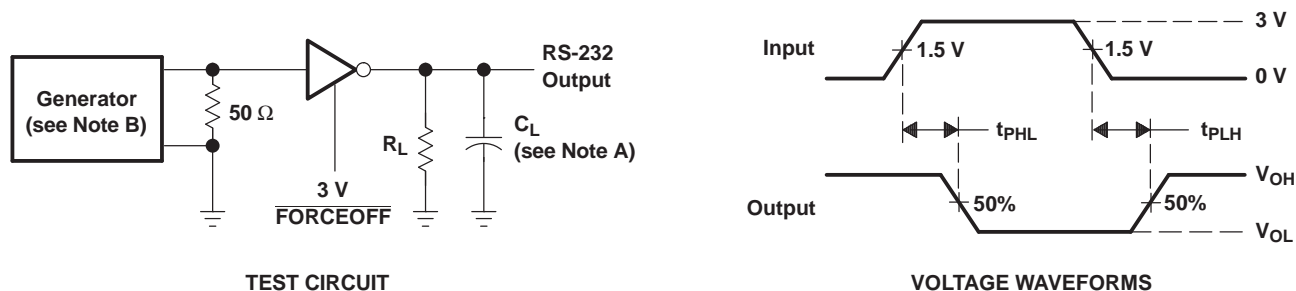 Generator
(see Note B)
50 Ω
3 V
FORCEOFF
R_L
C_L
(see Note A)
RS-232
Output
TEST CIRCUIT
Input
1.5 V
1.5 V
3 V
0 V
t_PHL
t_PLH
Output
50%
50%
V_OH
V_OL
VOLTAGE WAVEFORMS